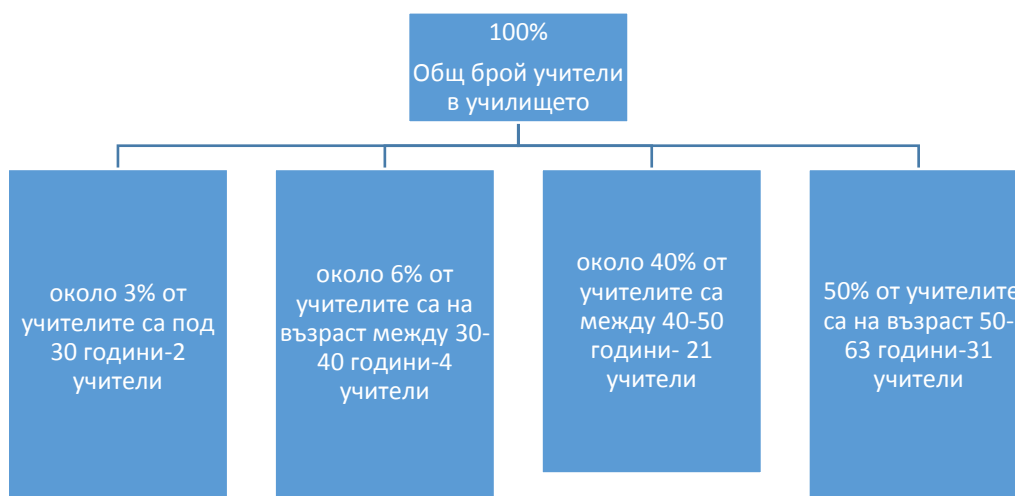 100%
Общ брой учители
в училището
около 3% от
учителите са под
30 години-2
учители
около 6% от
учителите са на
възраст между 30-
40 години-4
учители
около 40% от
учителите са
между 40-50
години- 21
учители
50% от учителите
са на възраст 50-
63 години-31
учители